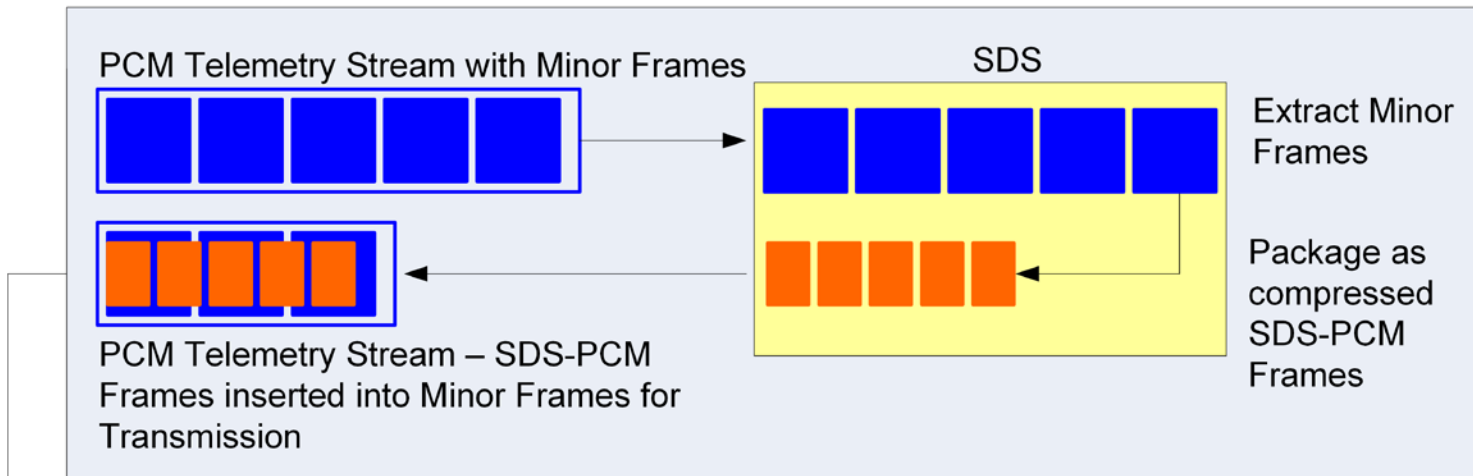 PCM Telemetry Stream with Minor Frames
SDS
Extract Minor
Frames
Package as
compressed
SDS-PCM
Frames
PCM Telemetry Stream – SDS-PCM
Frames inserted into Minor Frames for
Transmission